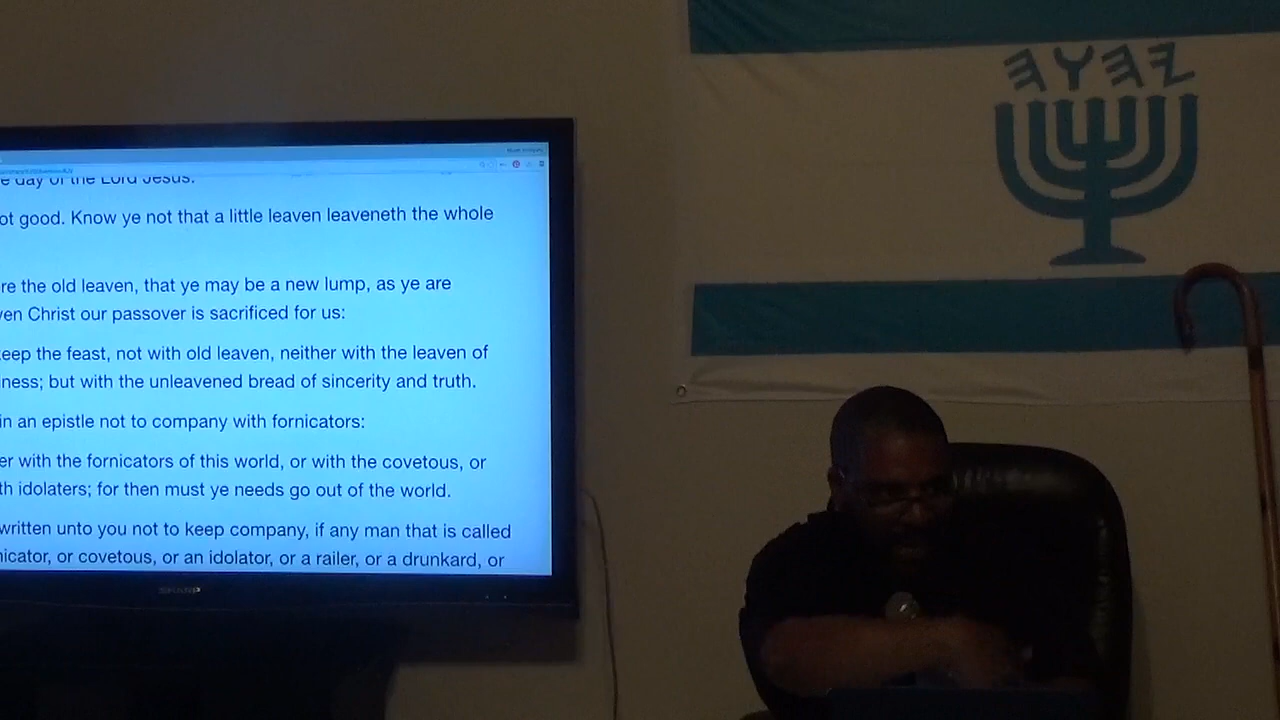 e day of the Lord Jesus.
ot good. Know ye not that a little leaven leaveneth the whole
re the old leaven, that ye may be a new lump, as ye are
ven Christ our passover is sacrificed for us:
keep the feast, not with old leaven, neither with the leaven of
ness; but with the unleavened bread of sincerity and truth.
in an epistle not to company with fornicators:
er with the fornicators of this world, or with the covetous, or
th idolaters; for then must ye needs go out of the world.
written unto you not to keep company, if any man that is called
nicator, or covetous, or an idolator, or a railer, or a drunkard, or
SHARP
𐤉𐤄𐤅𐤄